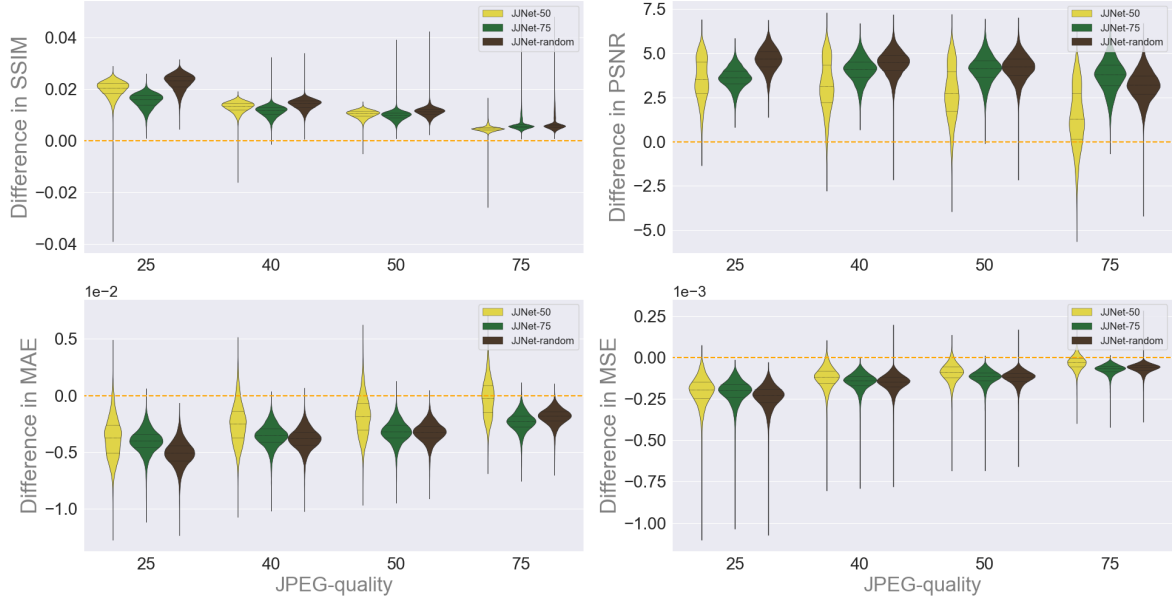 Difference in SSIM
0.04
0.02
0.00
−0.02
−0.04
JJNet-50
JJNet-75
JJNet-random
25
40
50
75
Difference in PSNR
7.5
5.0
2.5
0.0
−2.5
−5.0
JJNet-50
JJNet-75
JJNet-random
25
40
50
75
1e−2
Difference in MAE
0.5
0.0
−0.5
−1.0
JJNet-50
JJNet-75
JJNet-random
25
40
50
75
JPEG-quality
1e−3
Difference in MSE
0.25
0.00
−0.25
−0.50
−0.75
−1.00
JJNet-50
JJNet-75
JJNet-random
25
40
50
75
JPEG-quality